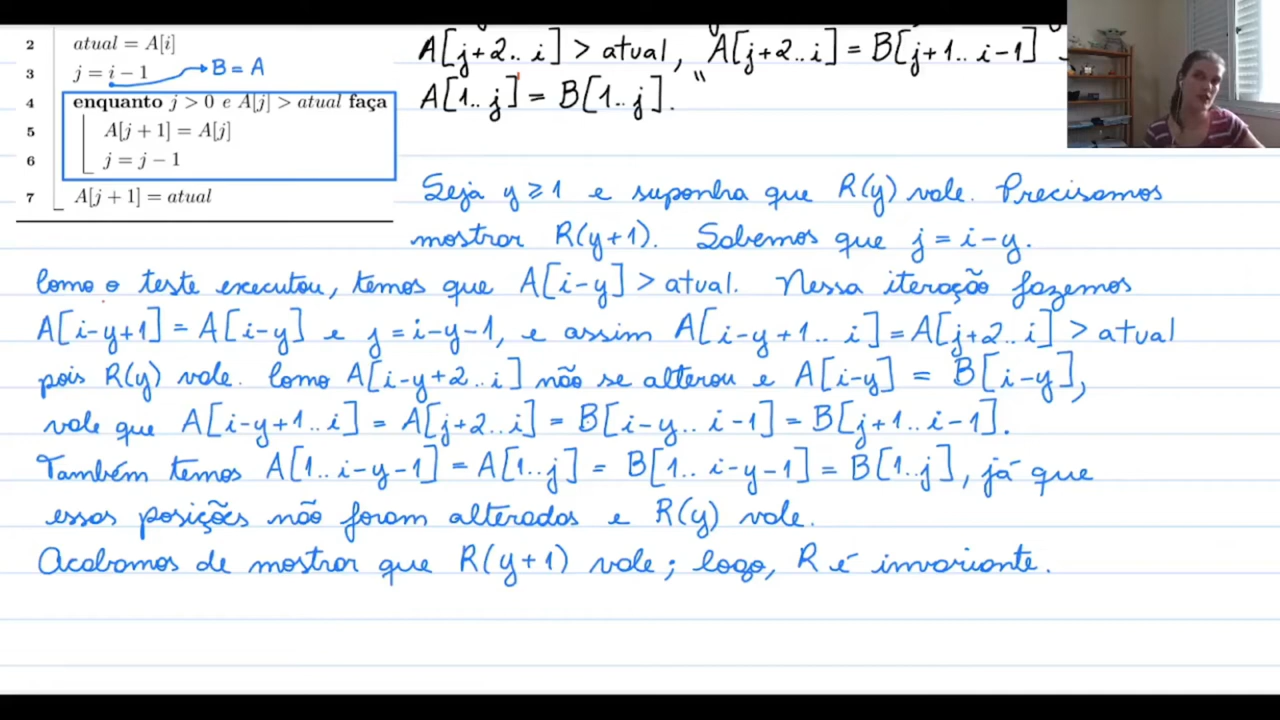 2 atual = A[i]
3 j = i − 1 → B = A
4 enquanto j > 0 e A[j] > atual faça
5 A[j + 1] = A[j]
6 j = j − 1
7 A[j + 1] = atual
A[j+2..i] > atual, A[j+2..i] = B[j+1..i-1]
A[1..j] = B[1..j]."
Seja y ≥ 1 e suponha que R(y) vale. Precisamos
mostrar R(y+1). Sabemos que j = i-y.
Como o teste executou, temos que A[i-y] > atual. Nessa iteração fazemos
A[i-y+1] = A[i-y] e j = i-y-1, e assim A[i-y+1..i] = A[j+2..i] > atual
pois R(y) vale. Como A[i-y+2..i] não se alterou e A[i-y] = B[i-y],
vale que A[i-y+1..i] = A[j+2..i] = B[i-y..i-1] = B[j+1..i-1].
Também temos A[1..i-y-1] = A[1..j] = B[1..i-y-1] = B[1..j], já que
essas posições não foram alteradas e R(y) vale.
Acabamos de mostrar que R(y+1) vale; logo, R é invariante.